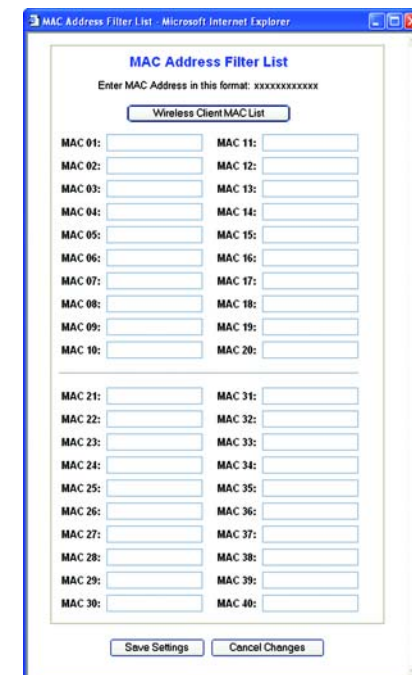 MAC Address Filter List - Microsoft Internet Explorer
MAC Address Filter List
Enter MAC Address in this format: xxxxxxxxxxxx
Wireless Client MAC List
MAC 01: MAC 11:
MAC 02: MAC 12:
MAC 03: MAC 13:
MAC 04: MAC 14:
MAC 05: MAC 15:
MAC 06: MAC 16:
MAC 07: MAC 17:
MAC 08: MAC 18:
MAC 09: MAC 19:
MAC 10: MAC 20:
MAC 21: MAC 31:
MAC 22: MAC 32:
MAC 23: MAC 33:
MAC 24: MAC 34:
MAC 25: MAC 35:
MAC 26: MAC 36:
MAC 27: MAC 37:
MAC 28: MAC 38:
MAC 29: MAC 39:
MAC 30: MAC 40:
Save Settings Cancel Changes